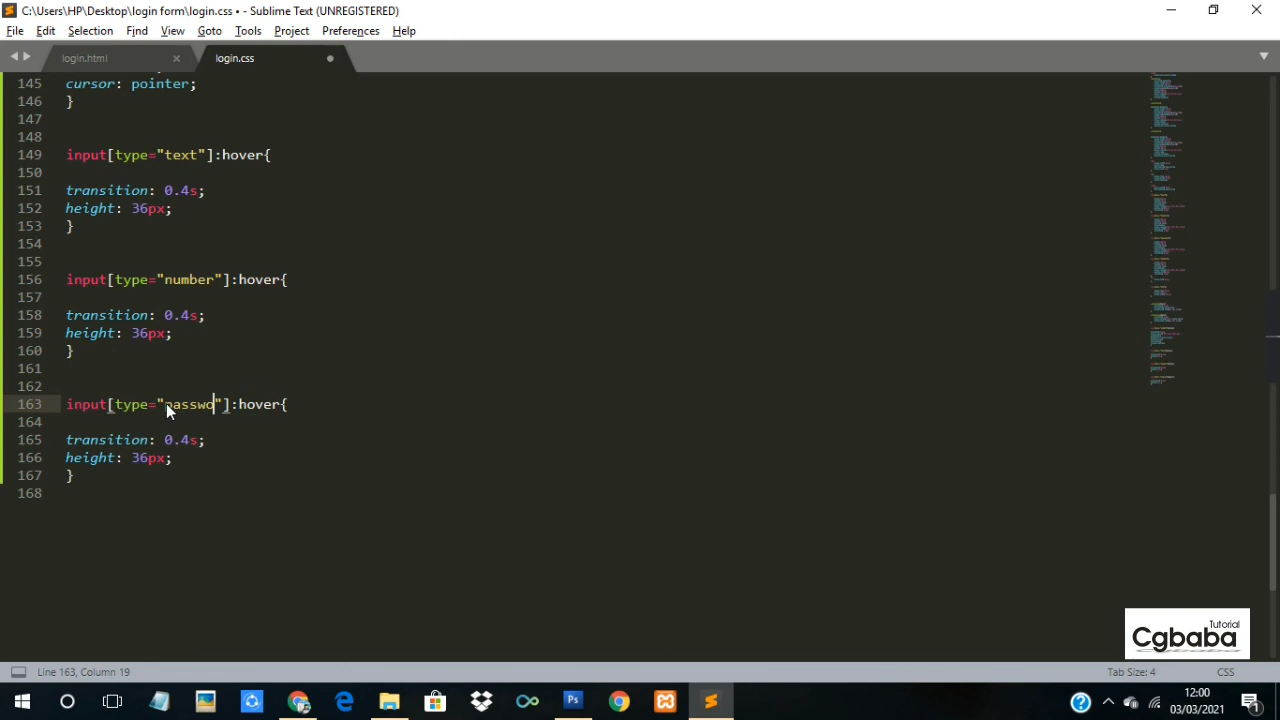 C:\Users\HP\Desktop\login form\login.css • - Sublime Text (UNREGISTERED)
File Edit Selection Find View Goto Tools Project Preferences Help
login.html login.css
145 cursor: pointer;
146 }
147
148
149 input[type="text"]:hover{
150
151 transition: 0.4s;
152 height: 36px;
153 }
154
155
156 input[type="number"]:hover{
157
158 transition: 0.4s;
159 height: 36px;
160 }
161
162
163 input[type="passwo"]:hover{
164
165 transition: 0.4s;
166 height: 36px;
167 }
168
Tutorial
Cgbaba
Line 163, Column 19 Tab Size: 4 CSS
12:00
03/03/2021